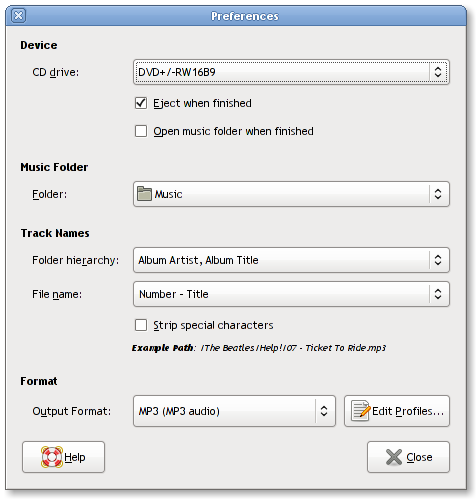 Preferences
Device
CD drive: DVD+/-RW16B9
Eject when finished
Open music folder when finished
Music Folder
Folder: Music
Track Names
Folder hierarchy: Album Artist, Album Title
File name: Number - Title
Strip special characters
Example Path: /The Beatles/Help!/07 - Ticket To Ride.mp3
Format
Output Format: MP3 (MP3 audio) Edit Profiles...
Help Close